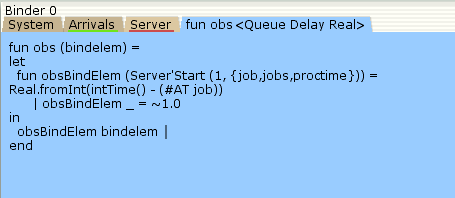 Binder 0
System Arrivals Server fun obs<Queue Delay Real>
fun obs (bindelem) =
let
fun obsBindElem (Server'Start (1, {job,jobs,proctime})) =
Real.fromInt(intTime() - (#AT job))
| obsBindElem _ = ~1.0
in
obsBindElem bindelem
end